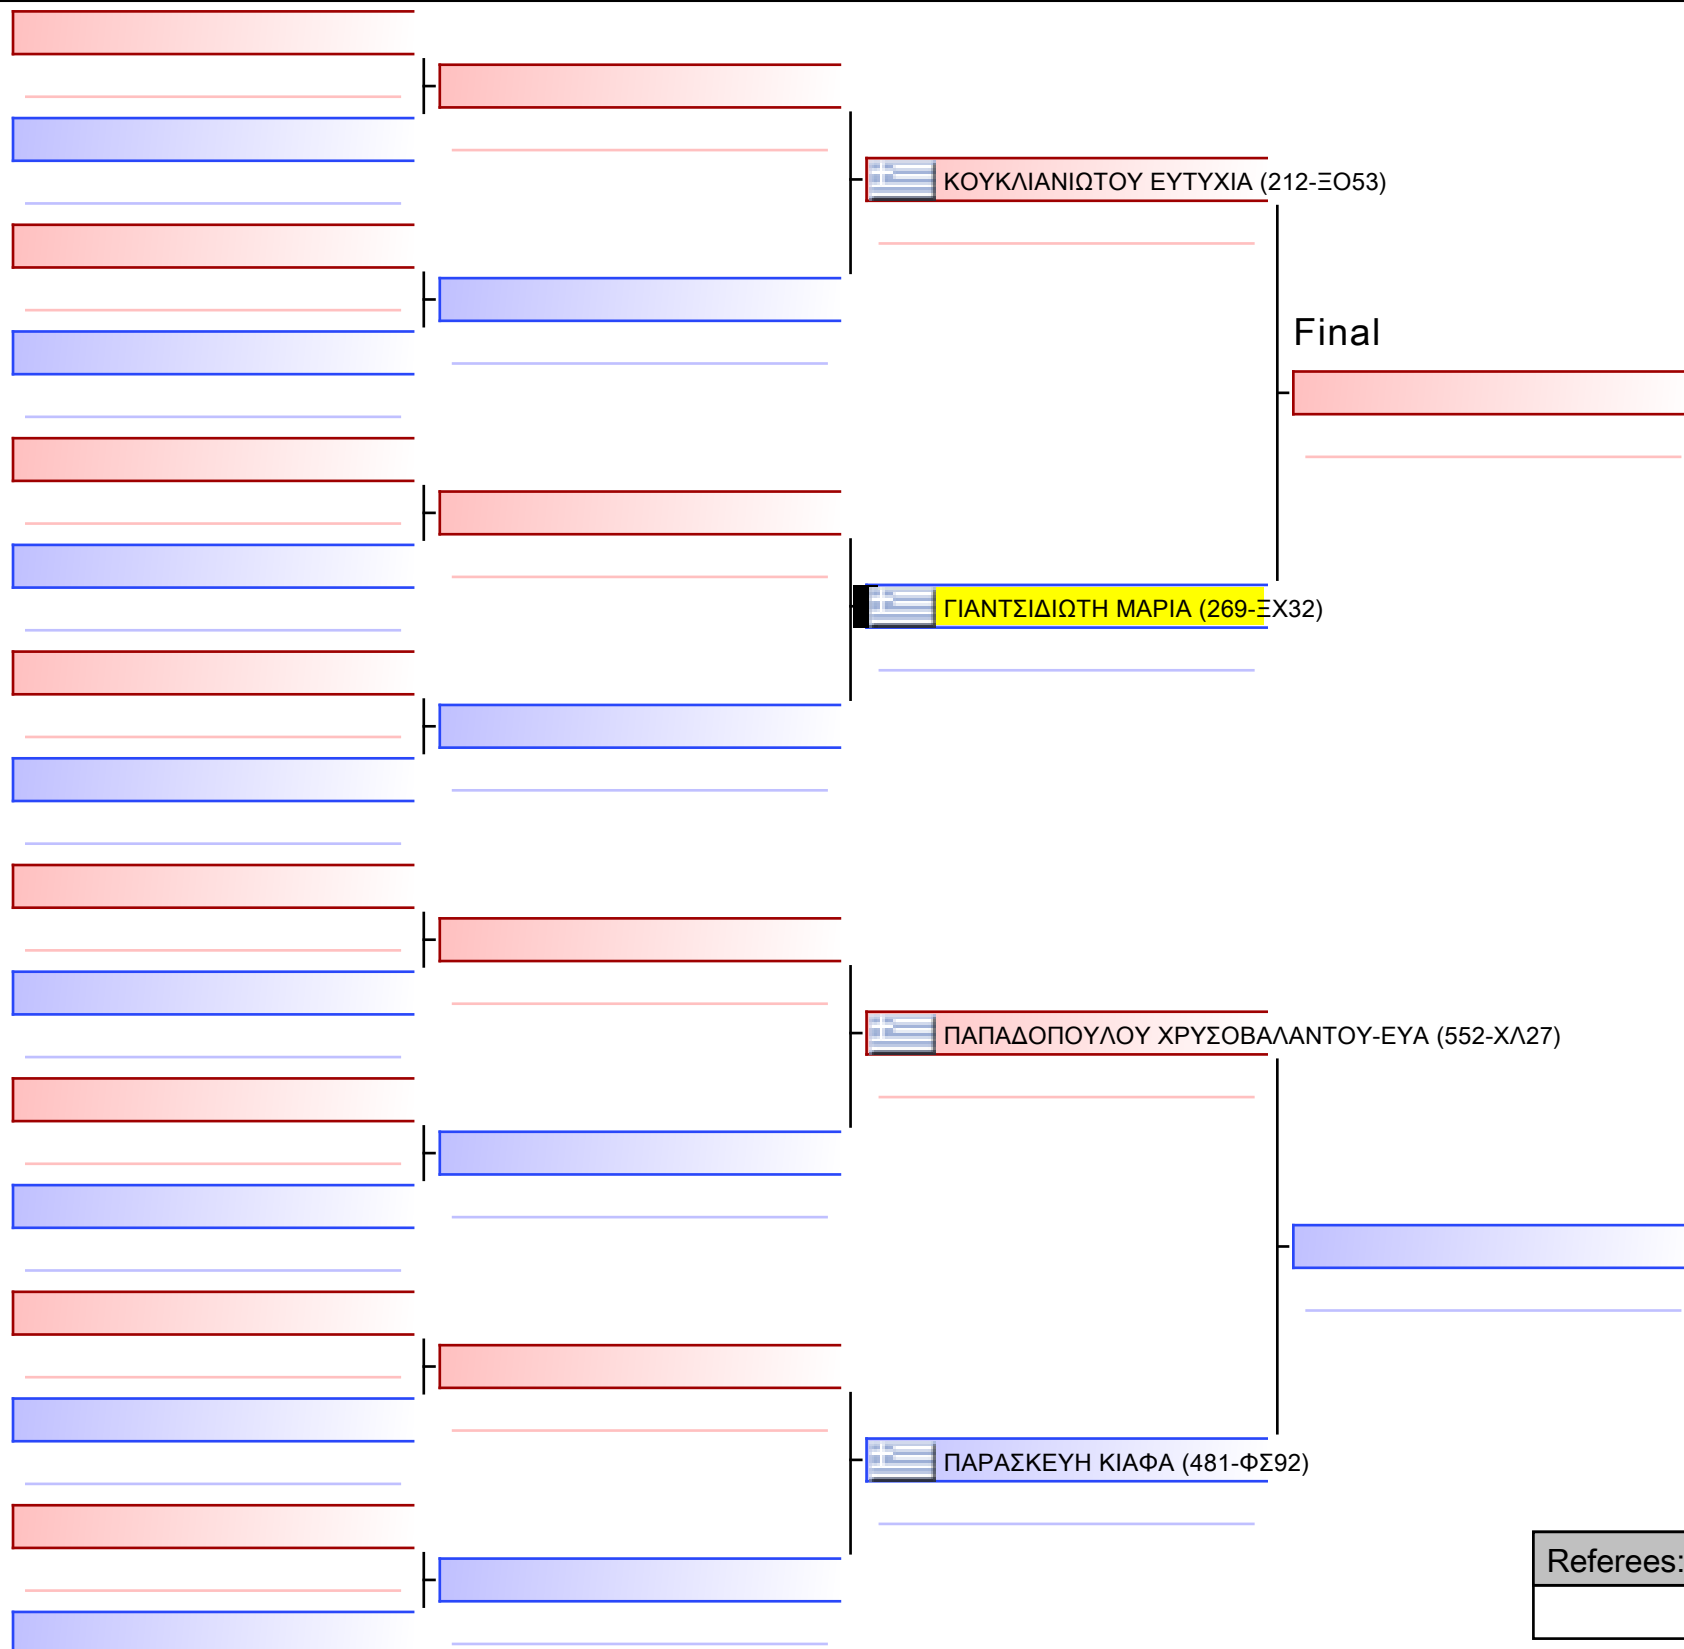 ΚΟΥΚΛΙΑΝΙΩΤΟΥ ΕΥΤΥΧΙΑ (212-ΞΟ53)
Final
ΓΙΑΝΤΣΙΔΙΩΤΗ ΜΑΡΙΑ (269-ΞΧ32)
ΠΑΠΑΔΟΠΟΥΛΟΥ ΧΡΥΣΟΒΑΛΑΝΤΟΥ-ΕΥΑ (552-ΧΛ27)
ΠΑΡΑΣΚΕΥΗ ΚΙΑΦΑ (481-ΦΣ92)
Referees: